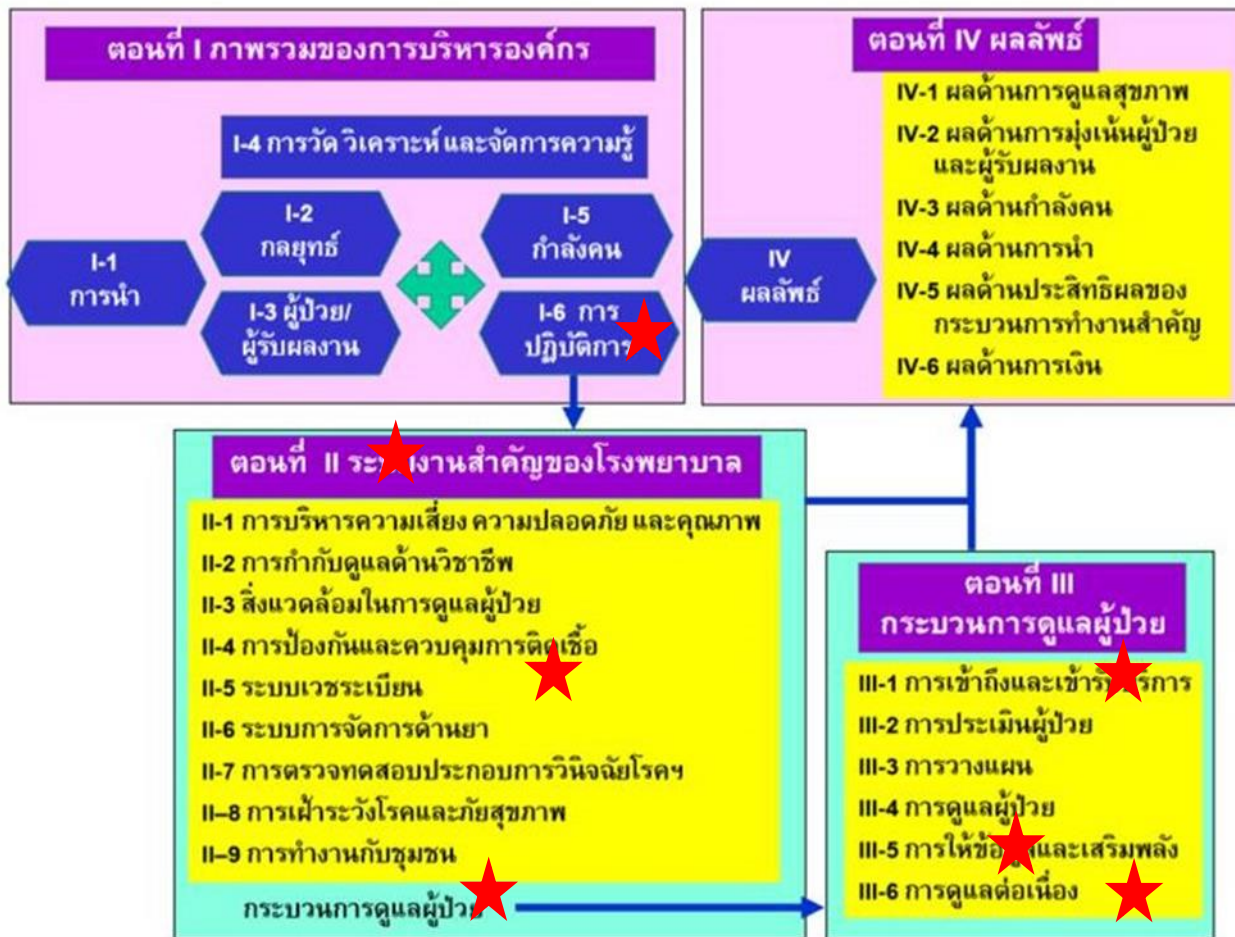 ตอนที่ I ภาพรวมของการบริหารองค์กร
I-4 การวัด วิเคราะห์ และจัดการความรู้
I-1
การนำ
I-2
กลยุทธ์
I-3 ผู้ป่วย/
ผู้รับผลงาน
I-5
กำลังคน
I-6 การ
ปฏิบัติการ
ตอนที่ IV ผลลัพธ์
IV
ผลลัพธ์
IV-1 ผลด้านการดูแลสุขภาพ
IV-2 ผลด้านการมุ่งเน้นผู้ป่วย
และผู้รับผลงาน
IV-3 ผลด้านกำลังคน
IV-4 ผลด้านการนำ
IV-5 ผลด้านประสิทธิผลของ
กระบวนการทำงานสำคัญ
IV-6 ผลด้านการเงิน
ตอนที่ II ระบบงานสำคัญของโรงพยาบาล
II-1 การบริหารความเสี่ยง ความปลอดภัย และคุณภาพ
II-2 การกำกับดูแลด้านวิชาชีพ
II-3 สิ่งแวดล้อมในการดูแลผู้ป่วย
II-4 การป้องกันและควบคุมการติดเชื้อ
II-5 ระบบเวชระเบียน
II-6 ระบบการจัดการด้านยา
II-7 การตรวจทดสอบประกอบการวินิจฉัยโรคฯ
II–8 การเฝ้าระวังโรคและภัยสุขภาพ
II–9 การทำงานกับชุมชน
กระบวนการดูแลผู้ป่วย
ตอนที่ III
กระบวนการดูแลผู้ป่วย
III-1 การเข้าถึงและเข้ารับบริการ
III-2 การประเมินผู้ป่วย
III-3 การวางแผน
III-4 การดูแลผู้ป่วย
III-5 การให้ข้อมูลและเสริมพลัง
III-6 การดูแลต่อเนื่อง